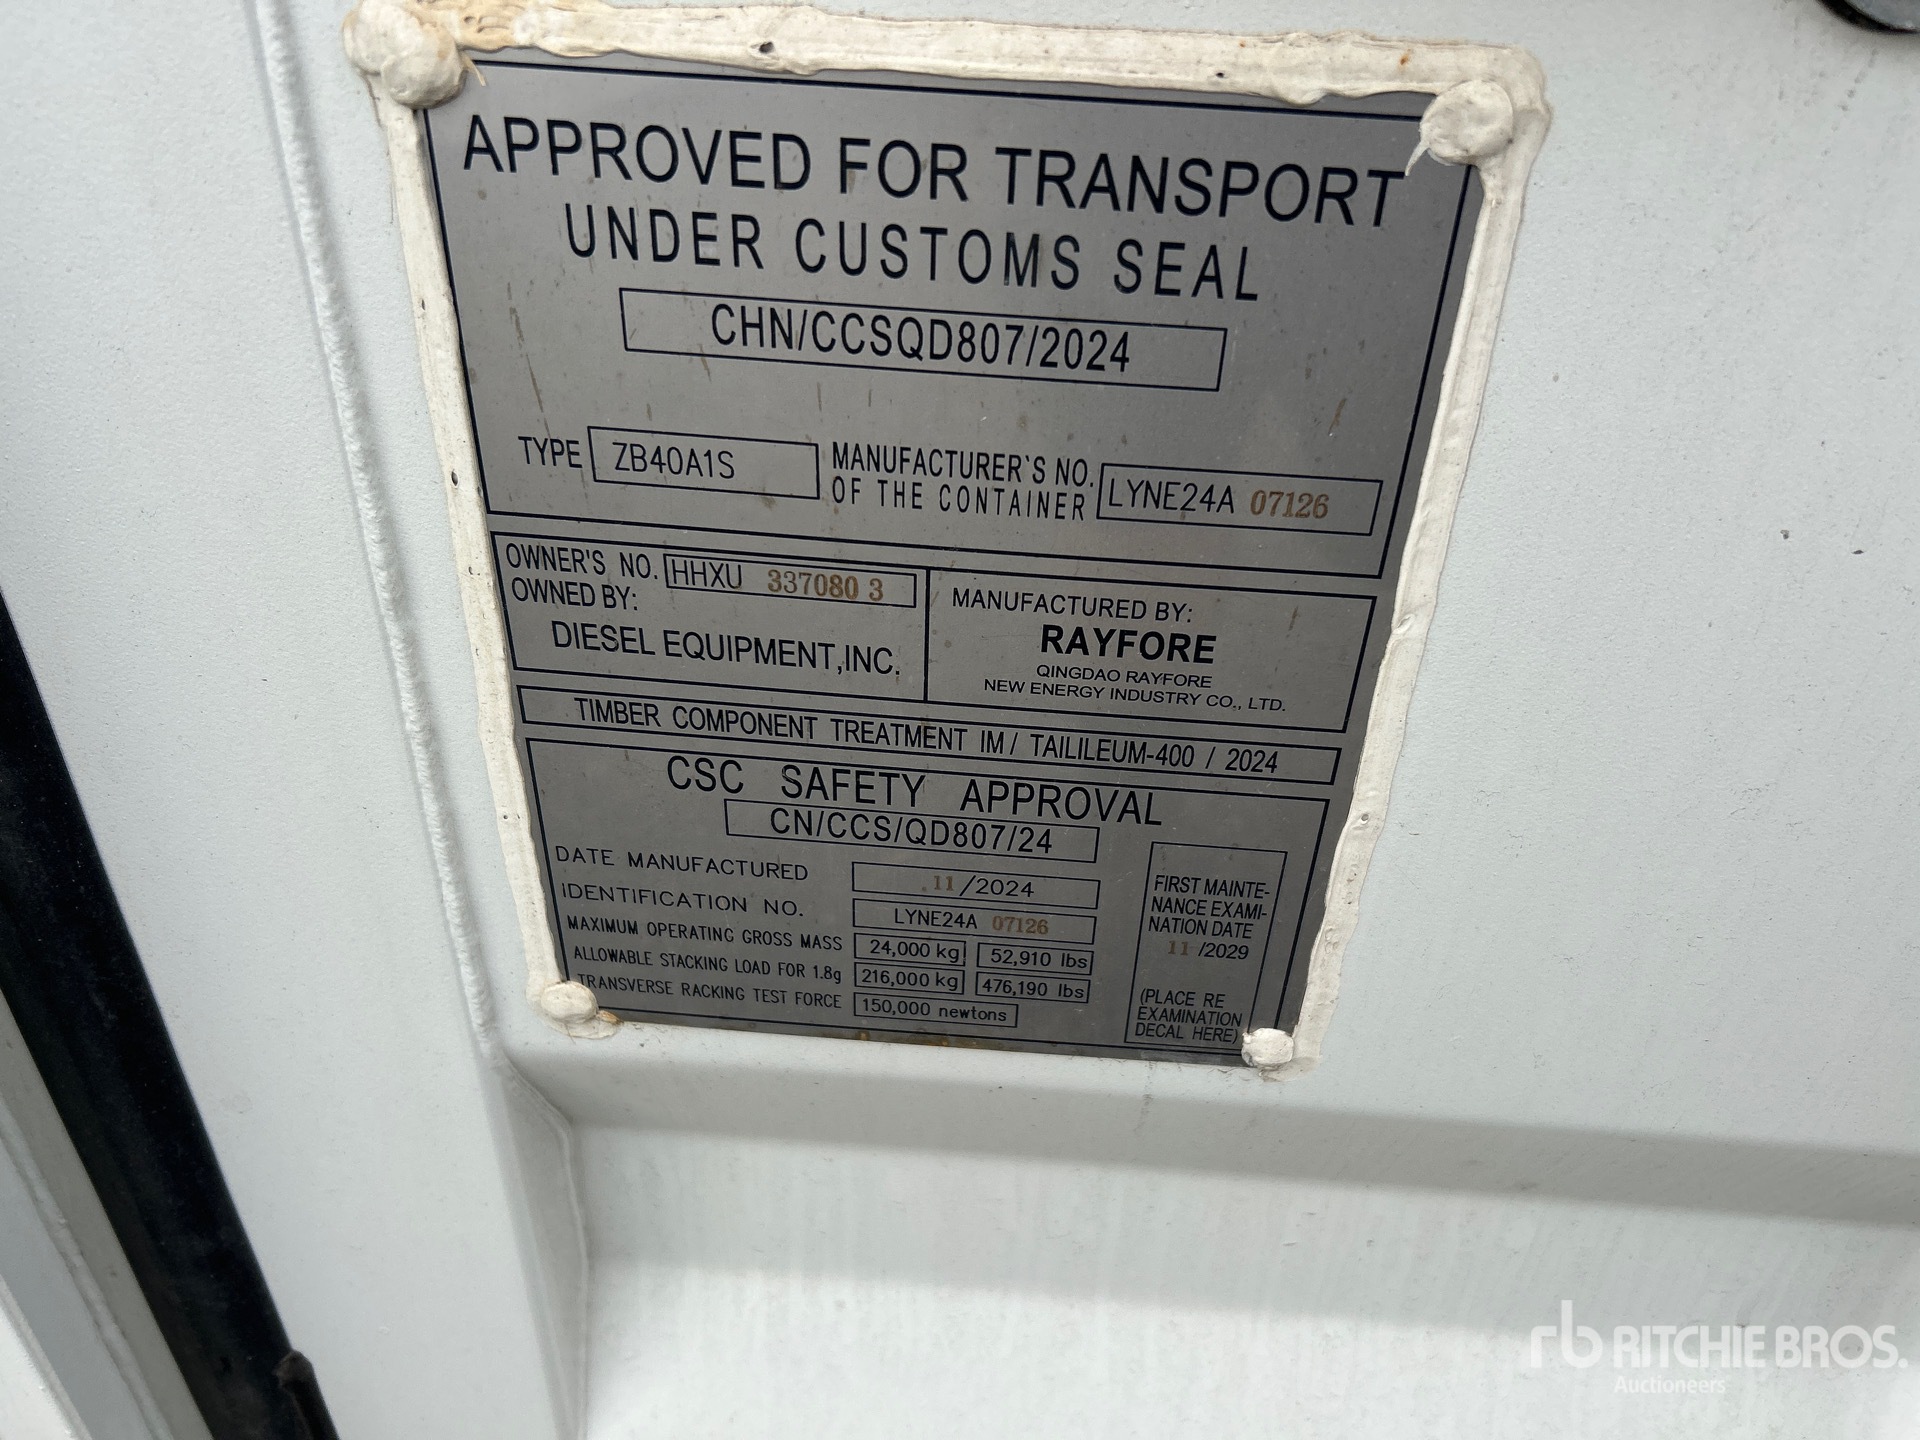 APPROVED FOR TRANSPORT
UNDER CUSTOMS SEAL
CHN/CCSQD807/2024
TYPE ZB40A1S MANUFACTURER'S NO. OF THE CONTAINER LYNE24A 07126
OWNER'S NO. HHXU 337080 3
OWNED BY:
DIESEL EQUIPMENT,INC.
MANUFACTURED BY:
RAYFORE
QINGDAO RAYFORE
NEW ENERGY INDUSTRY CO., LTD.
TIMBER COMPONENT TREATMENT IM / TAILILEUM-400 / 2024
CSC SAFETY APPROVAL
CN/CCS/QD807/24
DATE MANUFACTURED 11 /2024
IDENTIFICATION NO. LYNE24A 07126
MAXIMUM OPERATING GROSS MASS 24,000 kg 52,910 lbs
ALLOWABLE STACKING LOAD FOR 1.8g 216,000 kg 476,190 lbs
TRANSVERSE RACKING TEST FORCE 150,000 newtons
FIRST MAINTE-
NANCE EXAMI-
NATION DATE
11 /2029
(PLACE RE
EXAMINATION
DECAL HERE)
rb RITCHIE BROS.
Auctioneers